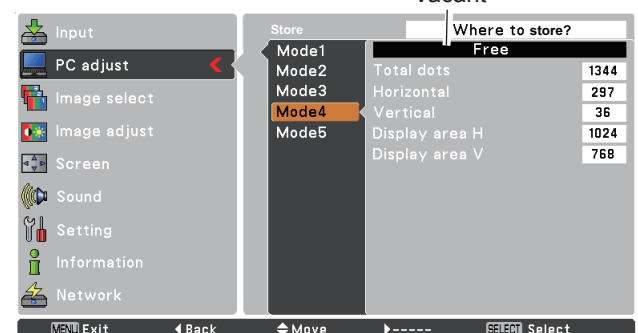 Vacant
Input
PC adjust
Image select
Image adjust
Screen
Sound
Setting
Information
Network
Store
Where to store?
Mode1
Mode2
Mode3
Mode4
Mode5
Free
Total dots 1344
Horizontal 297
Vertical 36
Display area H 1024
Display area V 768
MENU Exit Back Move ----- SELECT Select